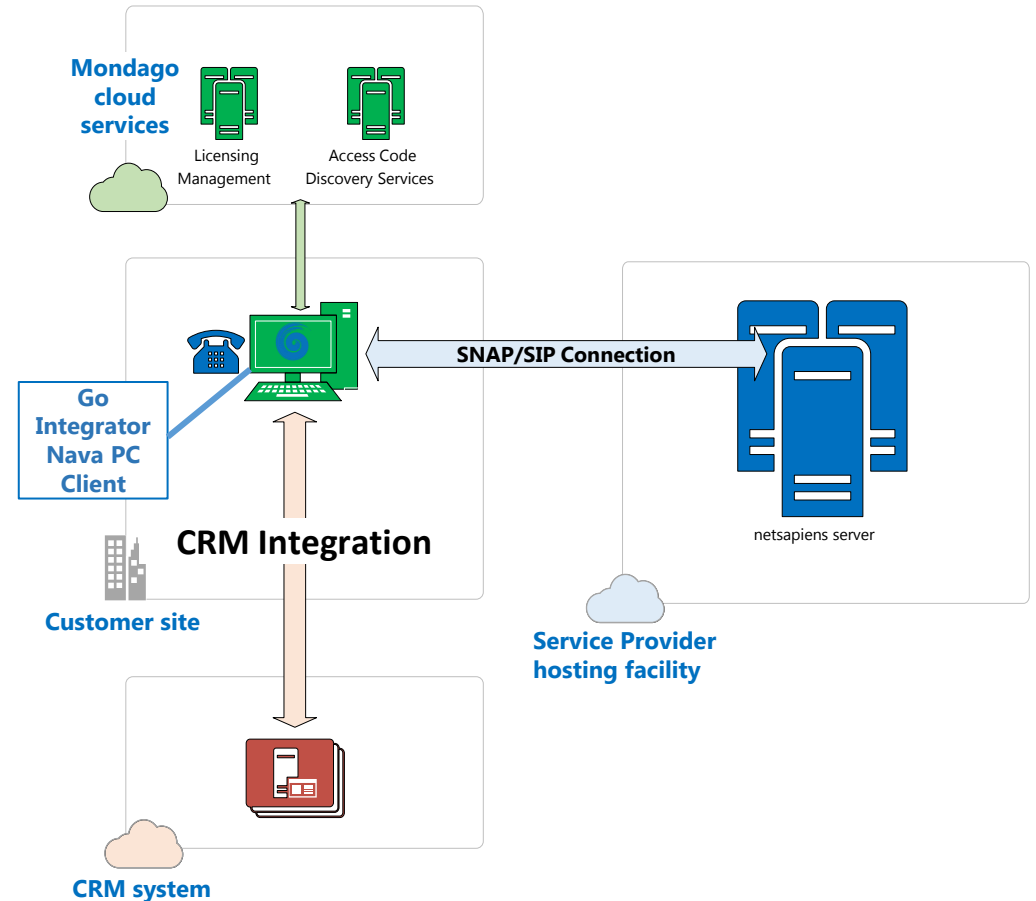 Mondago
cloud
services
Licensing
Management
Access Code
Discovery Services
SNAP/SIP Connection
Go
Integrator
Nava PC
Client
netsapiens server
CRM Integration
Customer site
Service Provider
hosting facility
CRM system